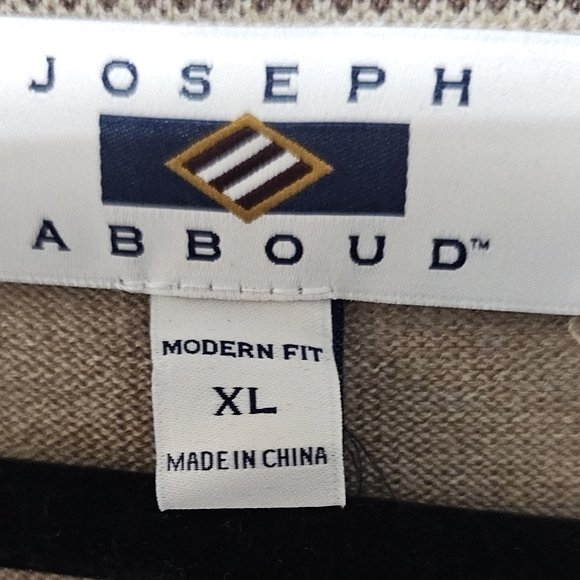 JOSEPH
ABBOUD™
MODERN FIT
XL
MADE IN CHINA